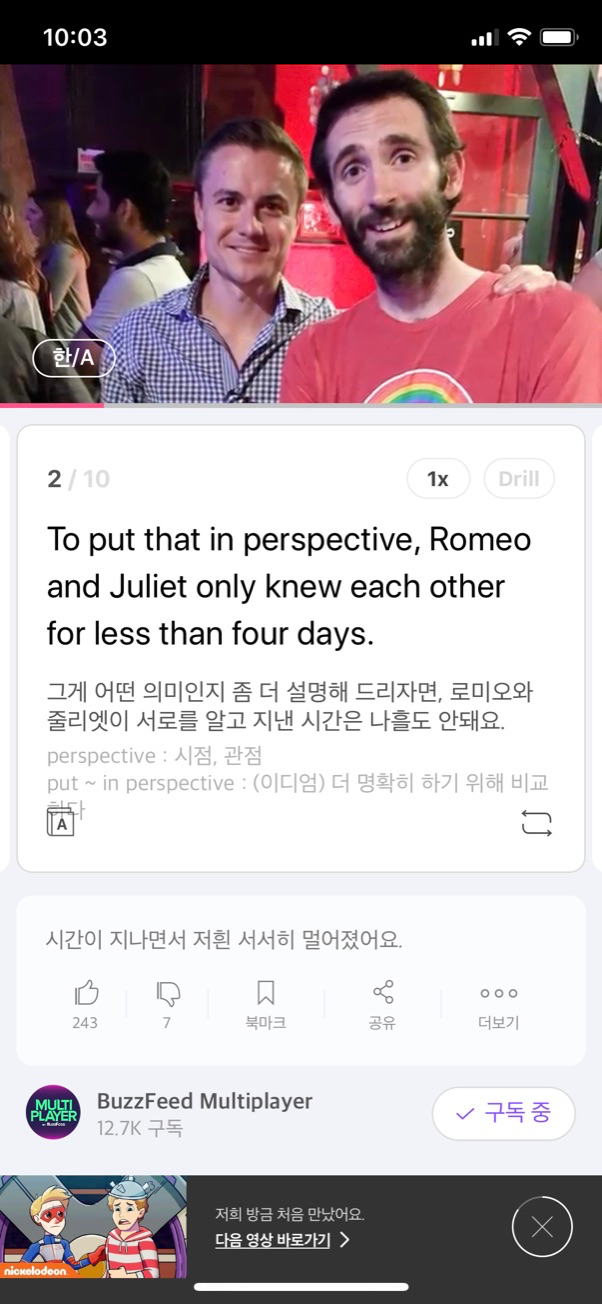 10:03
한/A
2 / 10
1x
Drill
To put that in perspective, Romeo
and Juliet only knew each other
for less than four days.
그게 어떤 의미인지 좀 더 설명해 드리자면, 로미오와
줄리엣이 서로를 알고 지낸 시간은 나흘도 안돼요.
perspective : 시점, 관점
put ~ in perspective : (이디엄) 더 명확히 하기 위해 비교
하다
A
시간이 지나면서 저흰 서서히 멀어졌어요.
243
7
북마크
공유
더보기
MULTI
PLAYER
BuzzFeed Multiplayer
12.7K 구독
구독 중
저희 방금 처음 만났어요.
다음 영상 바로가기
nickelodeon